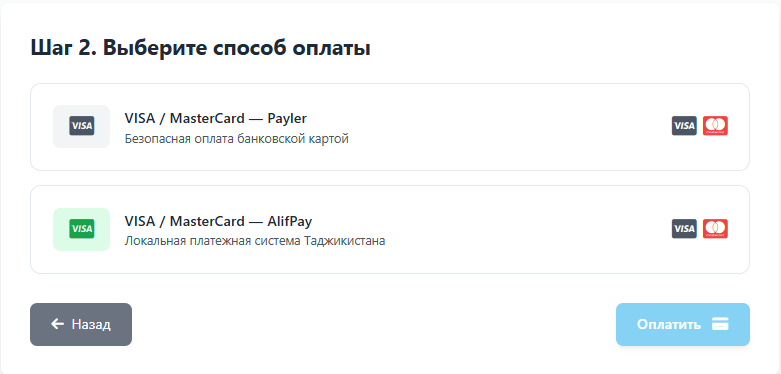 Шаг 2. Выберите способ оплаты
VISA
VISA / MasterCard — Payler
Безопасная оплата банковской картой
VISA
VISA
VISA / MasterCard — AlifPay
Локальная платежная система Таджикистана
VISA
Назад
Оплатить